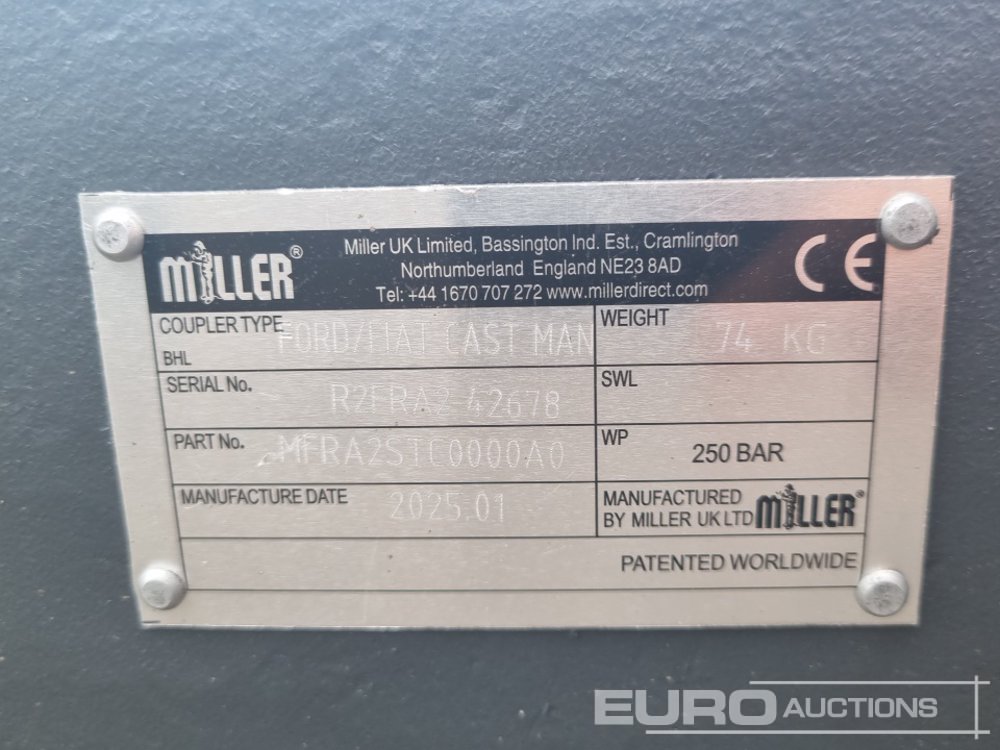 MILLER®
Miller UK Limited, Bassington Ind. Est., Cramlington
Northumberland England NE23 8AD
Tel: +44 1670 707 272 www.millerdirect.com
CE
COUPLER TYPE FORD/FIAT CAST MAN
BHL
WEIGHT 74 KG
SERIAL No. R2FRA2 42678
SWL
PART No. MFRA2STC0000A0
WP 250 BAR
MANUFACTURE DATE 2025.01
MANUFACTURED
BY MILLER UK LTD MILLER®
PATENTED WORLDWIDE
EURO AUCTIONS